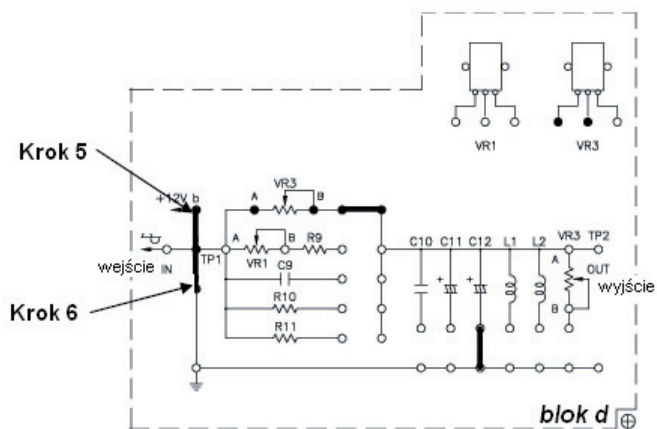 VR1
VR3
Krok 5
+12V b
A
VR3
B
A
B
R9
TP1
VR1
wejście
IN
C9
R10
R11
Krok 6
C10
C11
C12
L1
L2
VR3
TP2
A
OUT
wyjście
B
+
+
blok d